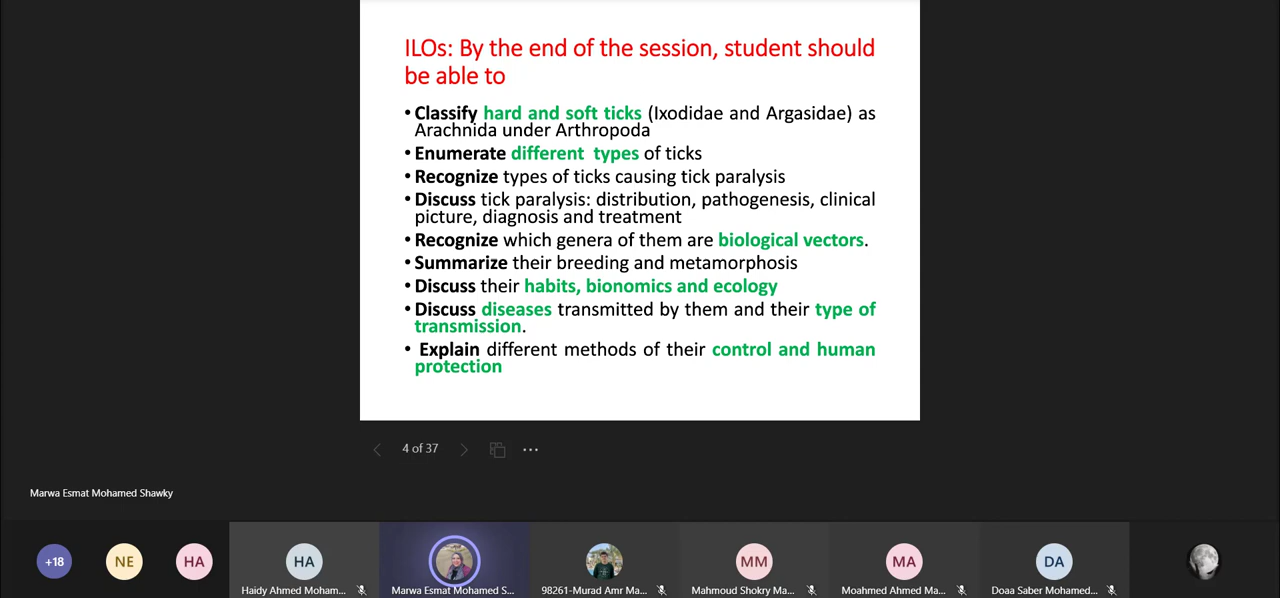 ILOs: By the end of the session, student should
be able to
• Classify hard and soft ticks (Ixodidae and Argasidae) as
Arachnida under Arthropoda
• Enumerate different types of ticks
• Recognize types of ticks causing tick paralysis
• Discuss tick paralysis: distribution, pathogenesis, clinical
picture, diagnosis and treatment
• Recognize which genera of them are biological vectors.
• Summarize their breeding and metamorphosis
• Discuss their habits, bionomics and ecology
• Discuss diseases transmitted by them and their type of
transmission.
• Explain different methods of their control and human
protection
4 of 37
Marwa Esmat Mohamed Shawky
+18
NE
HA
HA
MM
MA
DA
Haidy Ahmed Moham...
Marwa Esmat Mohamed S...
98261-Murad Amr Ma...
Mahmoud Shokry Ma...
Moahmed Ahmed Ma...
Doaa Saber Mohamed...